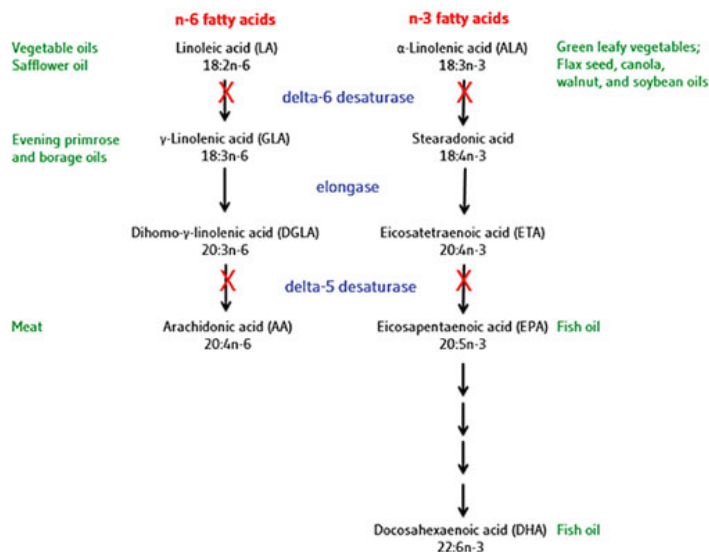 n-6 fatty acids
n-3 fatty acids
Vegetable oils
Safflower oil
Linoleic acid (LA)
18:2n-6
α-Linolenic acid (ALA)
18:3n-3
Green leafy vegetables;
Flax seed, canola,
walnut, and soybean oils
X
X
delta-6 desaturase
Evening primrose
and borage oils
γ-Linolenic acid (GLA)
18:3n-6
Stearadonic acid
18:4n-3
elongase
Dihomo-γ-linolenic acid (DGLA)
20:3n-6
Eicosatetraenoic acid (ETA)
20:4n-3
X
X
delta-5 desaturase
Meat
Arachidonic acid (AA)
20:4n-6
Eicosapentaenoic acid (EPA)
20:5n-3
Fish oil
Docosahexaenoic acid (DHA)
22:6n-3
Fish oil